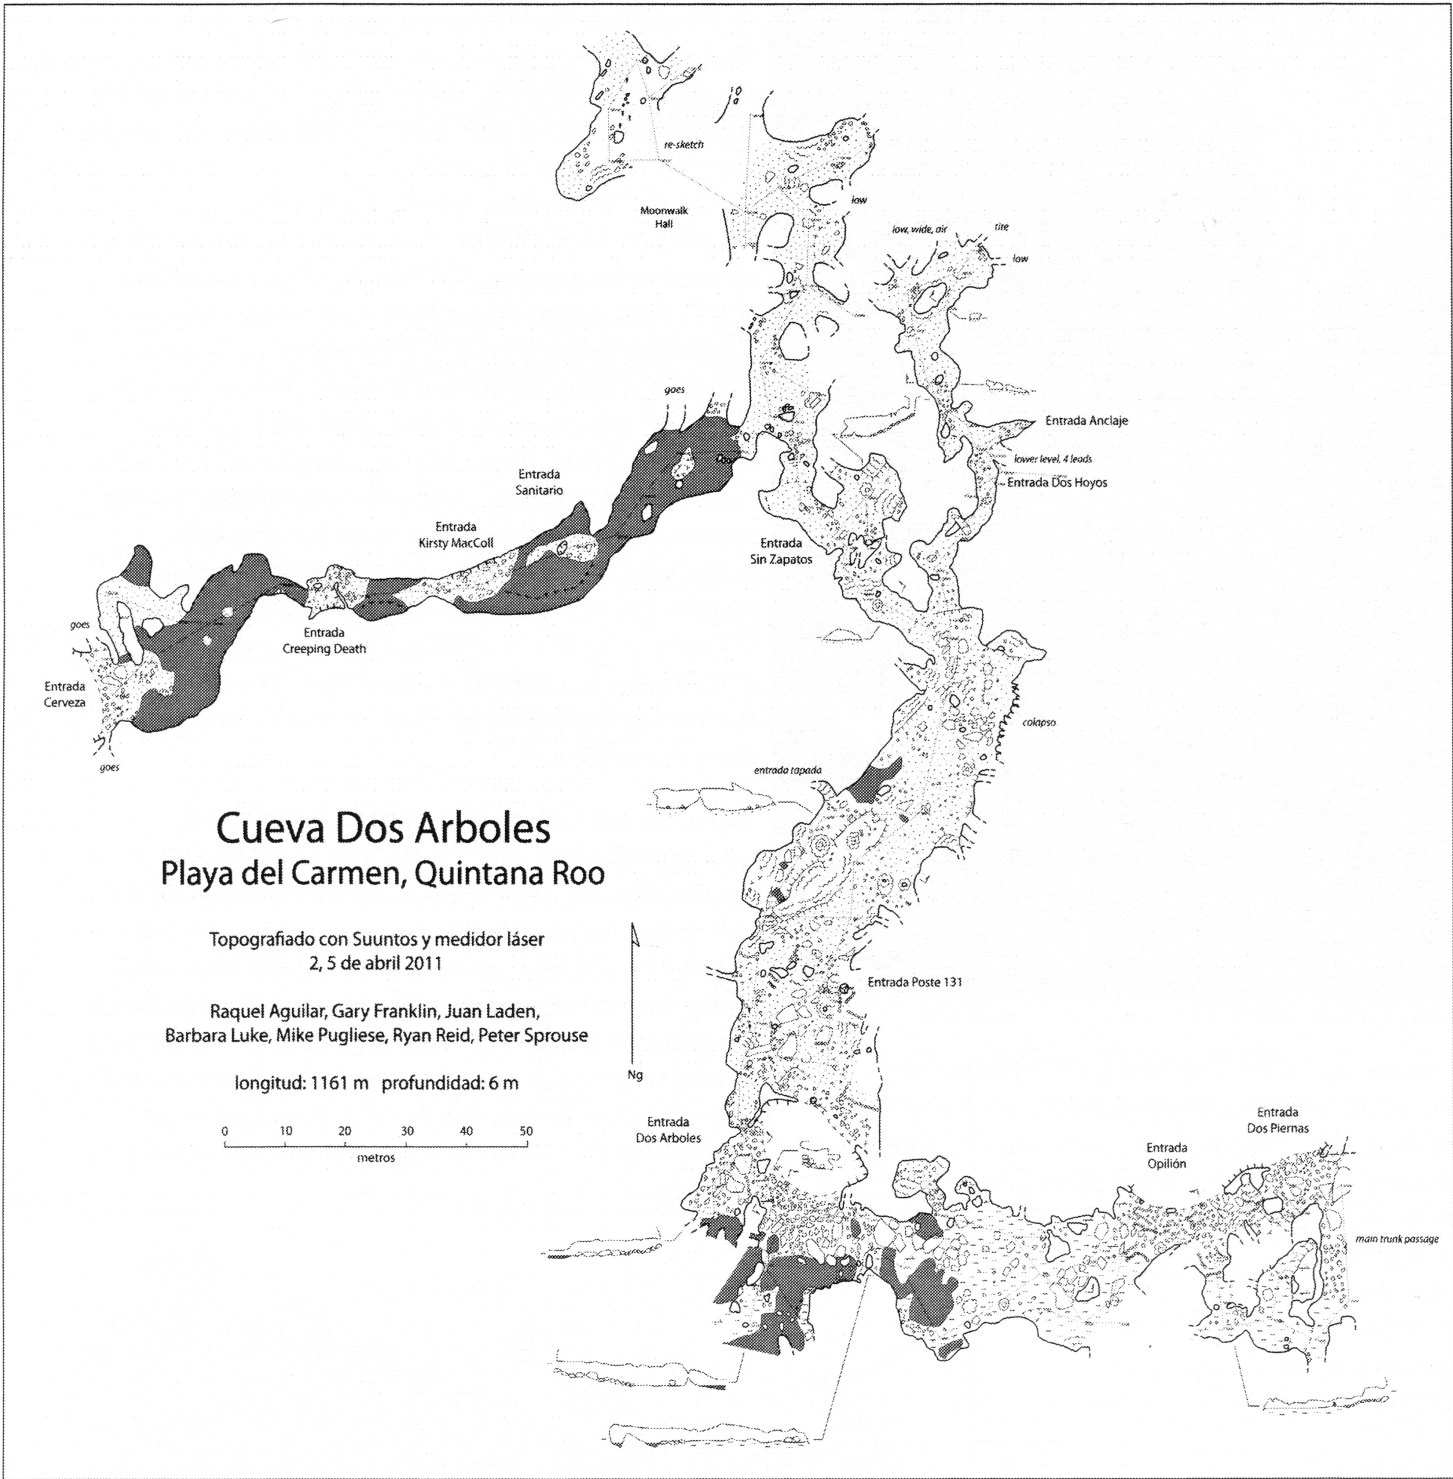 re-sketch
Moonwalk
Hall
low
low, wide, air
tite
low
goes
Entrada Anclaje
lower level, 4 leads
Entrada Dos Hoyos
Entrada
Sanitario
Entrada
Kirsty MacColl
Entrada
Sin Zapatos
Entrada
Creeping Death
goes
Entrada
Cerveza
goes
colapso
entrada tapada
Cueva Dos Arboles
Playa del Carmen, Quintana Roo
Topografiado con Suuntos y medidor láser
2, 5 de abril 2011
Raquel Aguilar, Gary Franklin, Juan Laden,
Barbara Luke, Mike Pugliese, Ryan Reid, Peter Sprouse
longitud: 1161 m profundidad: 6 m
0 10 20 30 40 50
metros
Ng
Entrada Poste 131
Entrada
Dos Arboles
Entrada
Opilión
Entrada
Dos Piernas
main trunk passage